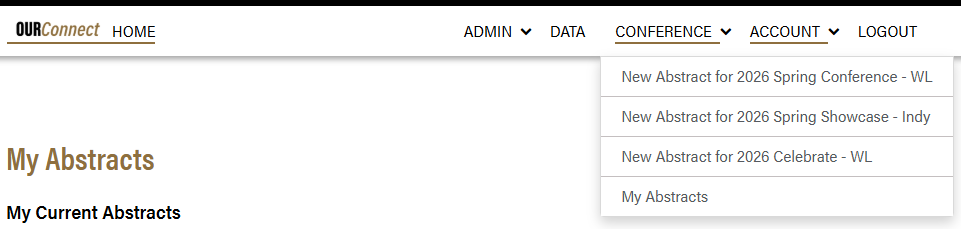 OURConnect HOME ADMIN DATA CONFERENCE ACCOUNT LOGOUT
New Abstract for 2026 Spring Conference - WL
New Abstract for 2026 Spring Showcase - Indy
New Abstract for 2026 Celebrate - WL
My Abstracts
My Abstracts
My Current Abstracts